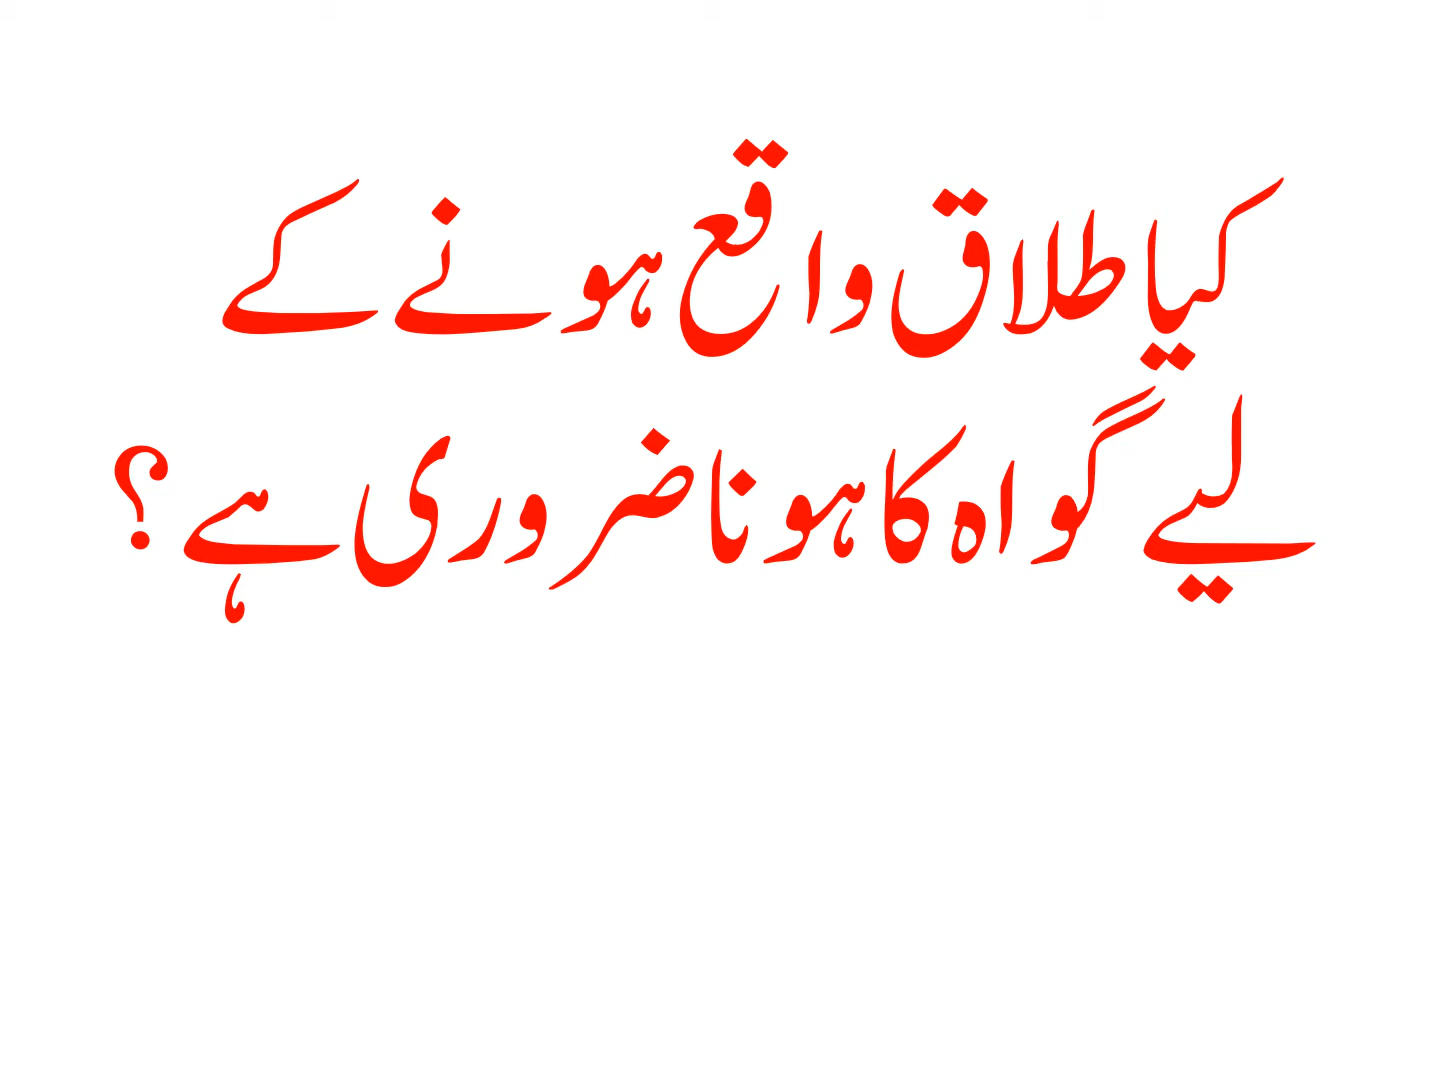 کیا طلاق واقع ہونے کے
لیے گواہ کا ہونا ضروری ہے؟